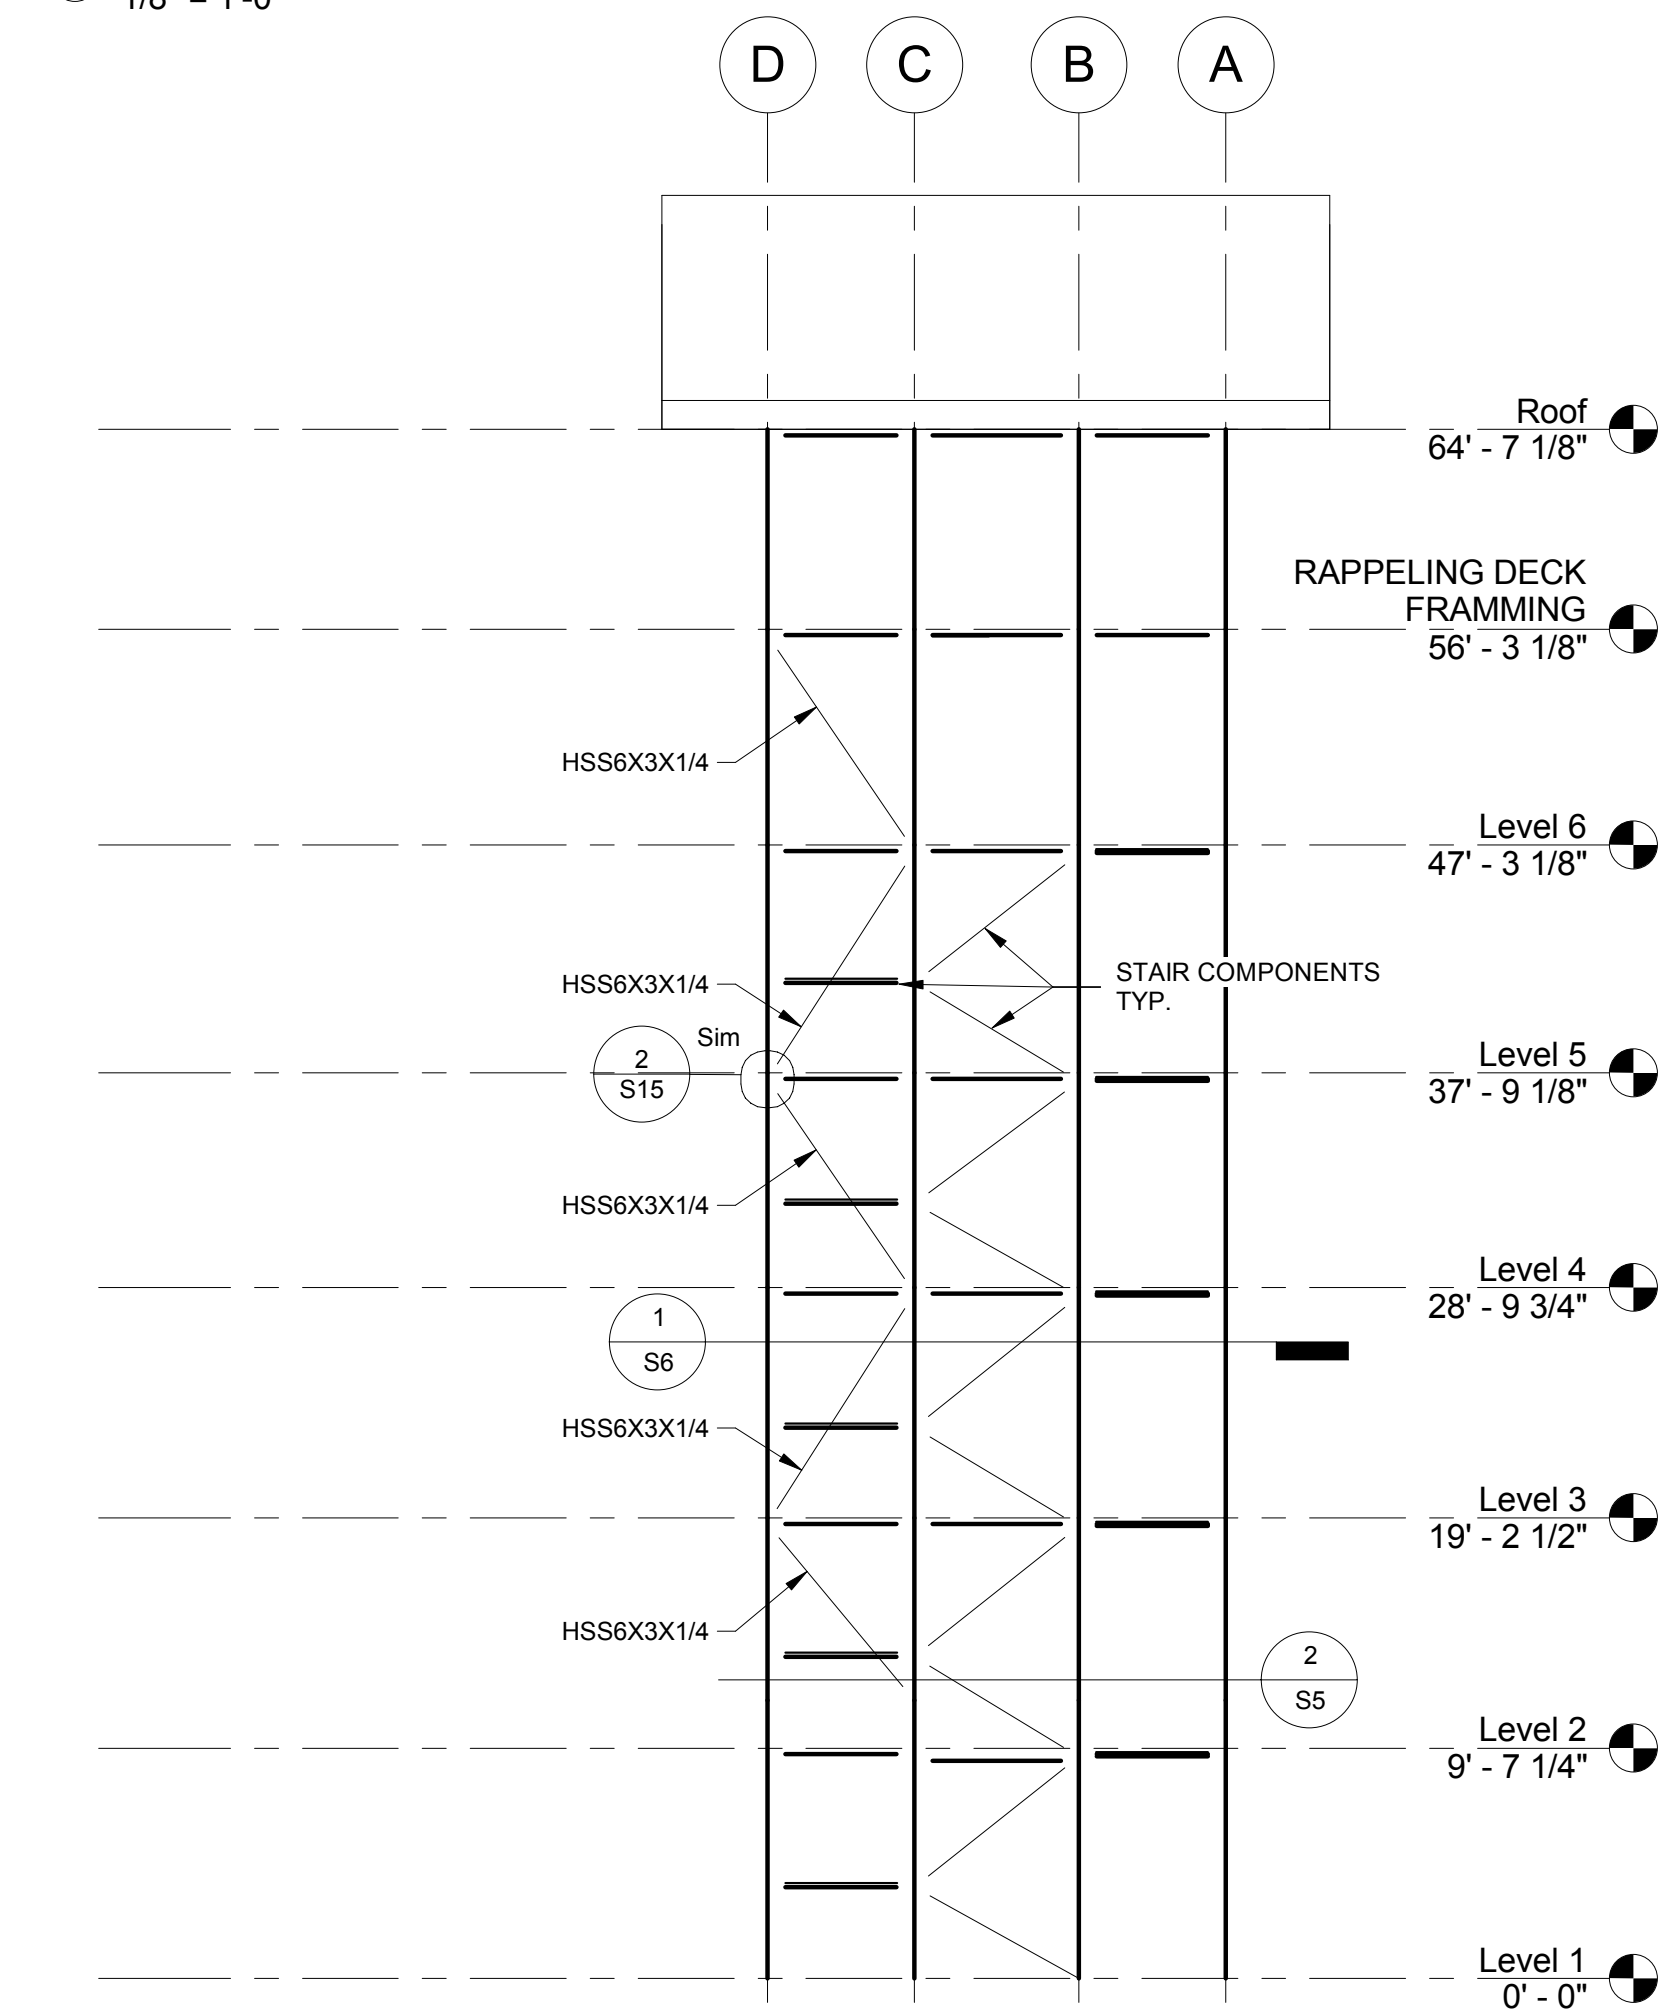 1/8" = 1'-0"
D C B A
Roof
64' - 7 1/8"
RAPPELING DECK
FRAMMING
56' - 3 1/8"
HSS6X3X1/4
Level 6
47' - 3 1/8"
HSS6X3X1/4
STAIR COMPONENTS
TYP.
Sim
2
S15
Level 5
37' - 9 1/8"
HSS6X3X1/4
Level 4
28' - 9 3/4"
1
S6
HSS6X3X1/4
Level 3
19' - 2 1/2"
HSS6X3X1/4
2
S5
Level 2
9' - 7 1/4"
Level 1
0' - 0"